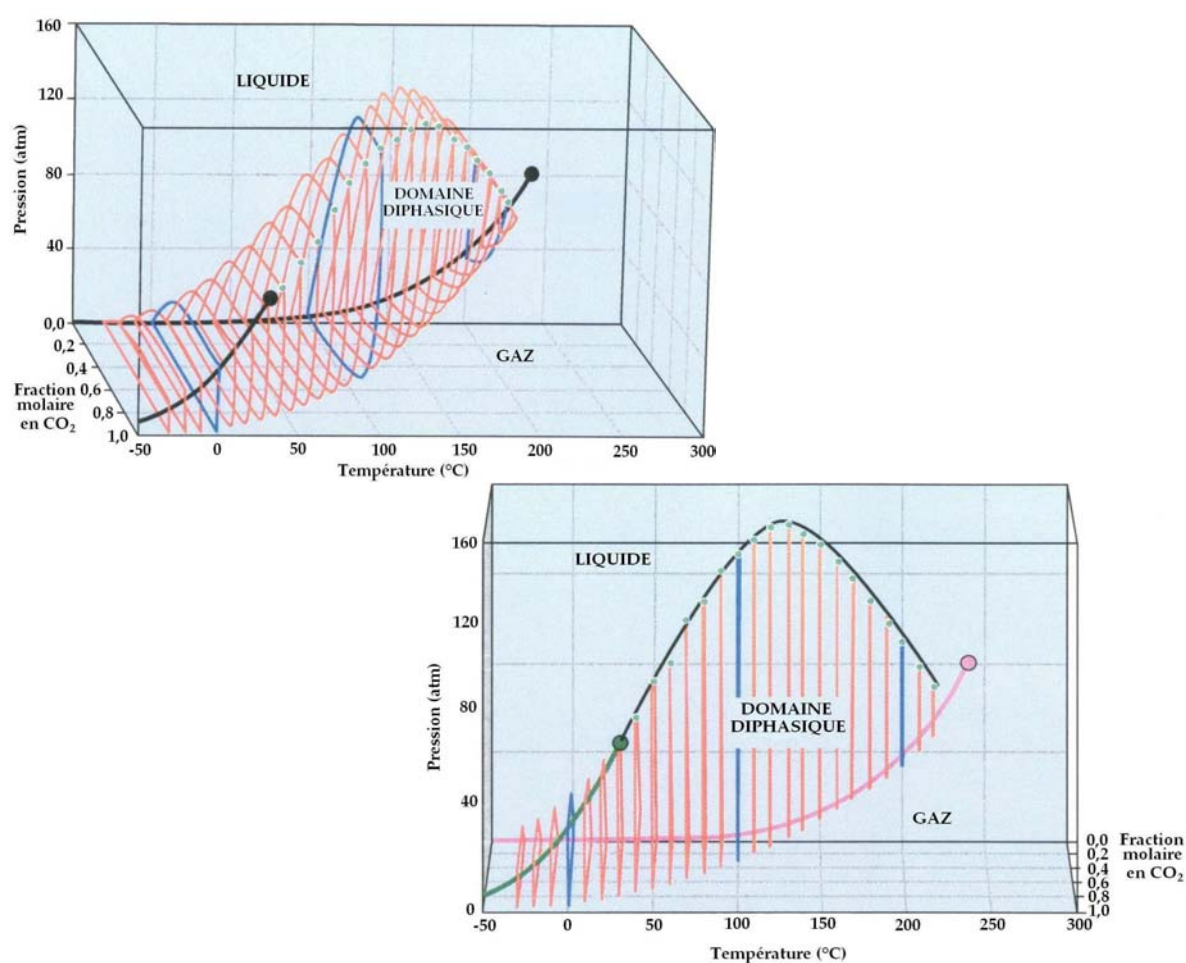 160
120
80
40
0,0
0,2
0,4
0,6
0,8
1,0
Pression (atm)
LIQUIDE
DOMAINE
DIPHASIQUE
GAZ
Fraction
molaire
en CO₂
-50
0
50
100
150
200
250
300
Température (°C)
160
120
80
40
0
Pression (atm)
LIQUIDE
DOMAINE
DIPHASIQUE
GAZ
0,0
0,2
0,4
0,6
0,8
1,0
Fraction
molaire
en CO₂
-50
0
50
100
150
200
250
300
Température (°C)